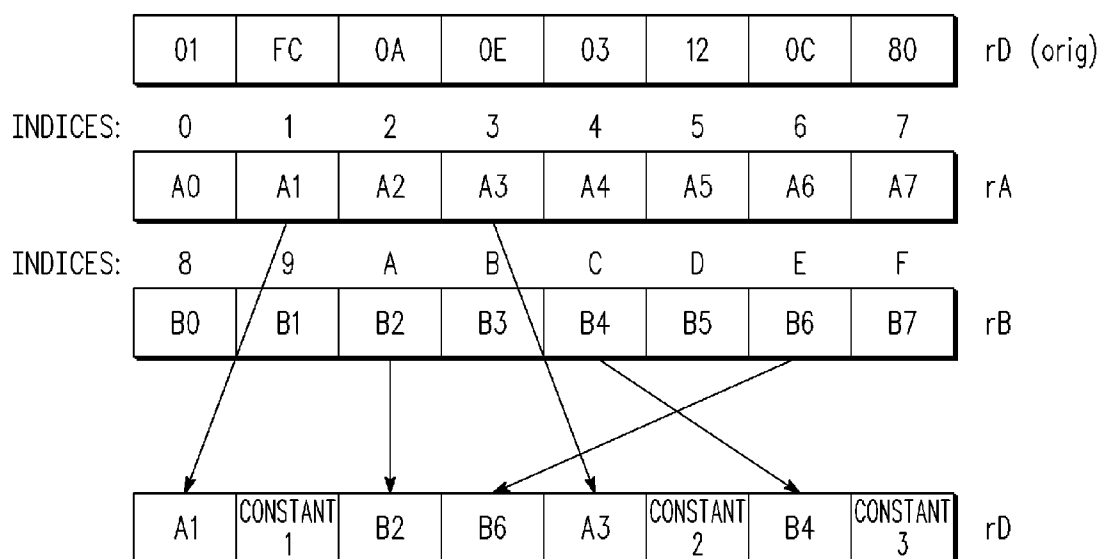 01 FC 0A 0E 03 12 0C 80 rD (orig)
INDICES: 0 1 2 3 4 5 6 7
A0 A1 A2 A3 A4 A5 A6 A7 rA
INDICES: 8 9 A B C D E F
B0 B1 B2 B3 B4 B5 B6 B7 rB
A1 CONSTANT 1 B2 B6 A3 CONSTANT 2 B4 CONSTANT 3 rD